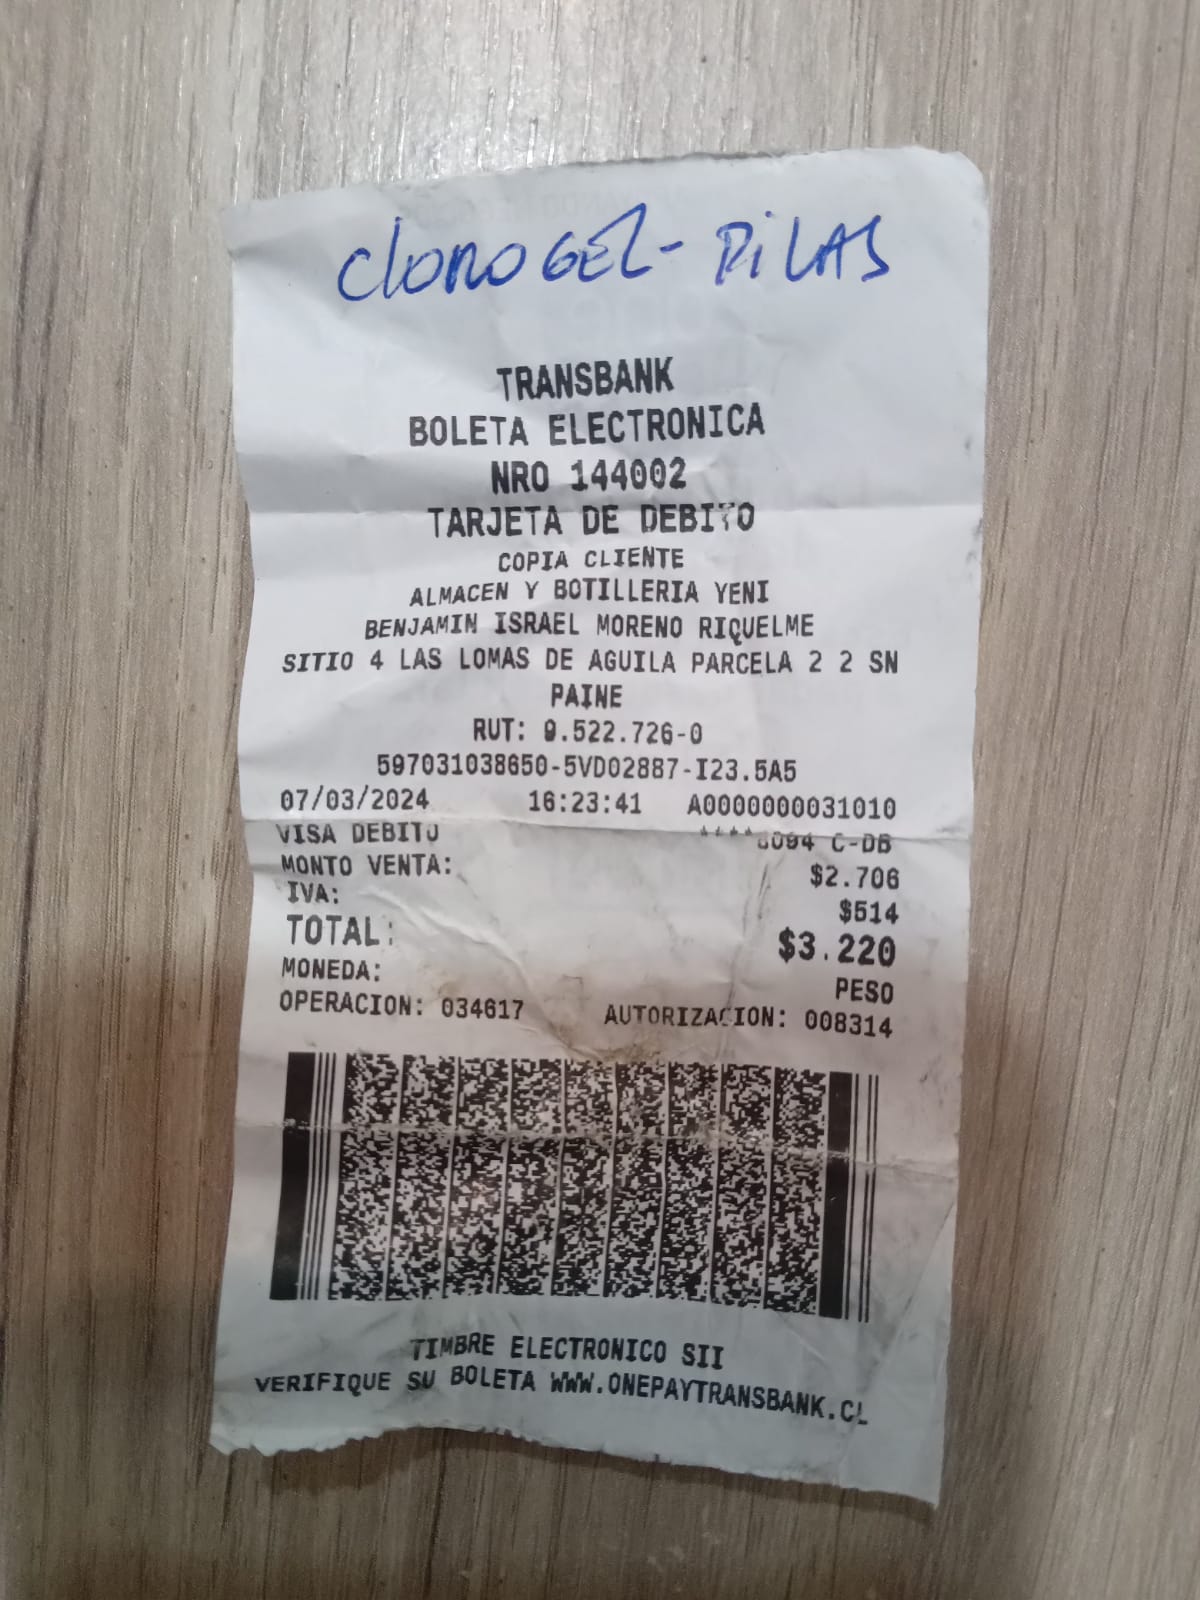 cloro GEL - PiLAS
TRANSBANK
BOLETA ELECTRONICA
NRO 144002
TARJETA DE DEBITO
COPIA CLIENTE
ALMACEN Y BOTILLERIA YENI
BENJAMIN ISRAEL MORENO RIQUELME
SITIO 4 LAS LOMAS DE AGUILA PARCELA 2 2 SN
PAINE
RUT: 9.522.726-0
597031038650-5VD02887-I23.5A5
07/03/2024 16:23:41 A0000000031010
VISA DEBITO C-DB
MONTO VENTA: $2.706
IVA: $514
TOTAL: $3.220
MONEDA: PESO
OPERACION: 034617 AUTORIZACION: 008314
TIMBRE ELECTRONICO SII
VERIFIQUE SU BOLETA WWW.ONEPAYTRANSBANK.CL